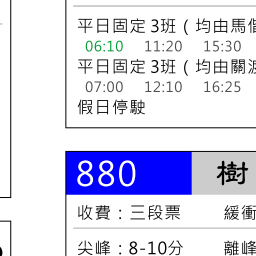 平日固定 3班 ( 均由馬偕
06:10 11:20 15:30
平日固定 3班 ( 均由關渡
07:00 12:10 16:25
假日停駛
880 樹
收費：三段票 緩衝
尖峰：8-10分 離峰